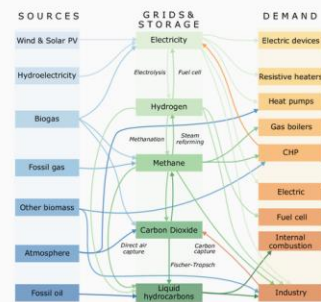 SOURCES
GRIDS&
STORAGE
DEMAND
Wind & Solar PV
Hydroelectricity
Biogas
Fossil gas
Other biomass
Atmosphere
Fossil oil
Electricity
Electrolysis
Fuel cell
Hydrogen
Methanation
Steam
reforming
Methane
Carbon Dioxide
Direct air
capture
Carbon
capture
Fischer-Tropsch
Liquid
hydrocarbons
Electric devices
Resistive heaters
Heat pumps
Gas boilers
CHP
Electric
Fuel cell
Internal
combustion
Industry